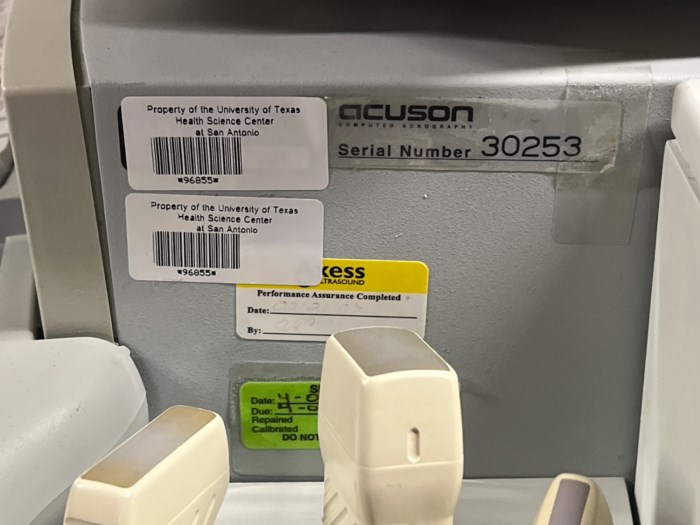 Property of the University of Texas
Health Science Center
at San Antonio
*96855*
acuson
COMPUTED SONOGRAPHY
Serial Number 30253
Property of the University of Texas
Health Science Center
at San Antonio
*96855*
Performance Assurance Completed
Date:
By:
Date:
Due:
Repaired
Calibrated
DO NOT